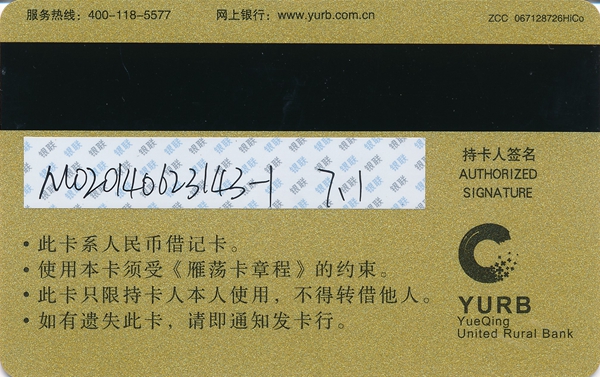 服务热线：400-118-5577 网上银行：www.yurb.com.cn ZCC 067128726HiCo
NO20140623143-1 7.1
持卡人签名
AUTHORIZED
SIGNATURE
·此卡系人民币借记卡。
·使用本卡须受《雁荡卡章程》的约束。
·此卡只限持卡人本人使用，不得转借他人。
·如有遗失此卡，请即通知发卡行。
YURB
YueQing
United Rural Bank